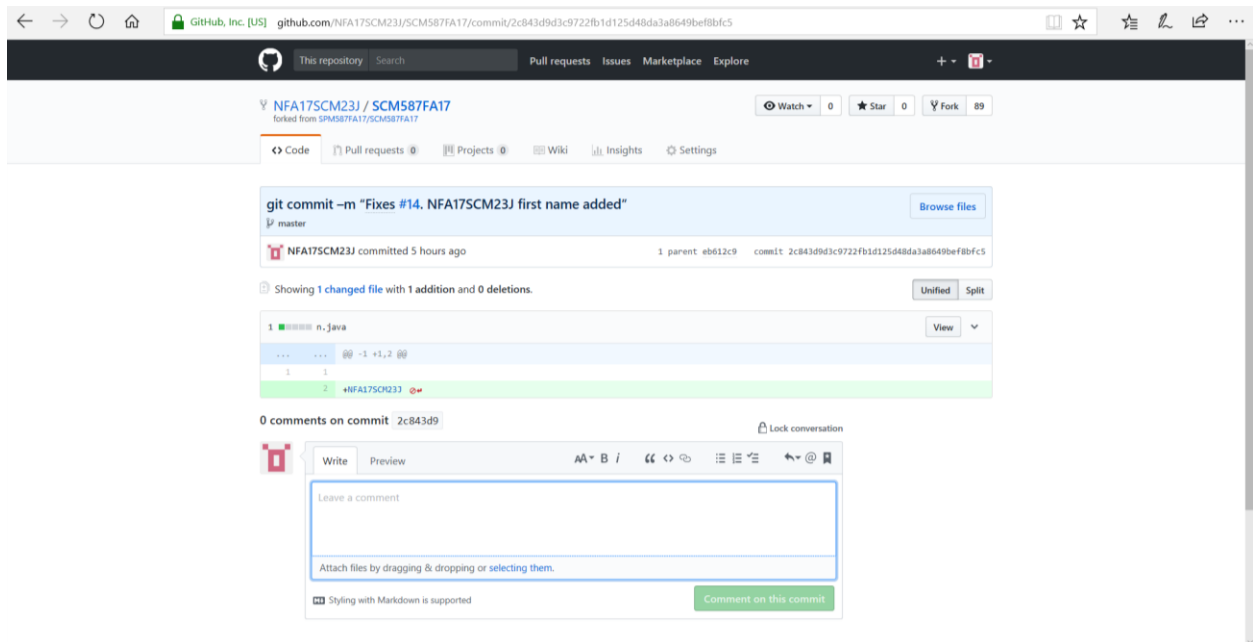 GitHub, Inc. [US] github.com/NFA17SCM23J/SCM587FA17/commit/2c843d9d3c9722fb1d125d48da3a8649bef8bfc5
This repository Search Pull requests Issues Marketplace Explore
NFA17SCM23J / SCM587FA17 Watch 0 Star 0 Fork 89
forked from SPM587FA17/SCM587FA17
Code Pull requests 0 Projects 0 Wiki Insights Settings
git commit –m “Fixes #14. NFA17SCM23J first name added” Browse files
master
NFA17SCM23J committed 5 hours ago 1 parent eb612c9 commit 2c843d9d3c9722fb1d125d48da3a8649bef8bfc5
Showing 1 changed file with 1 addition and 0 deletions. Unified Split
1 n.java View
... ... @@ -1 +1,2 @@
1 1
2 +NFA17SCM23J
0 comments on commit 2c843d9 Lock conversation
Write Preview AA B i “ <> @
Leave a comment
Attach files by dragging & dropping or selecting them.
Styling with Markdown is supported Comment on this commit